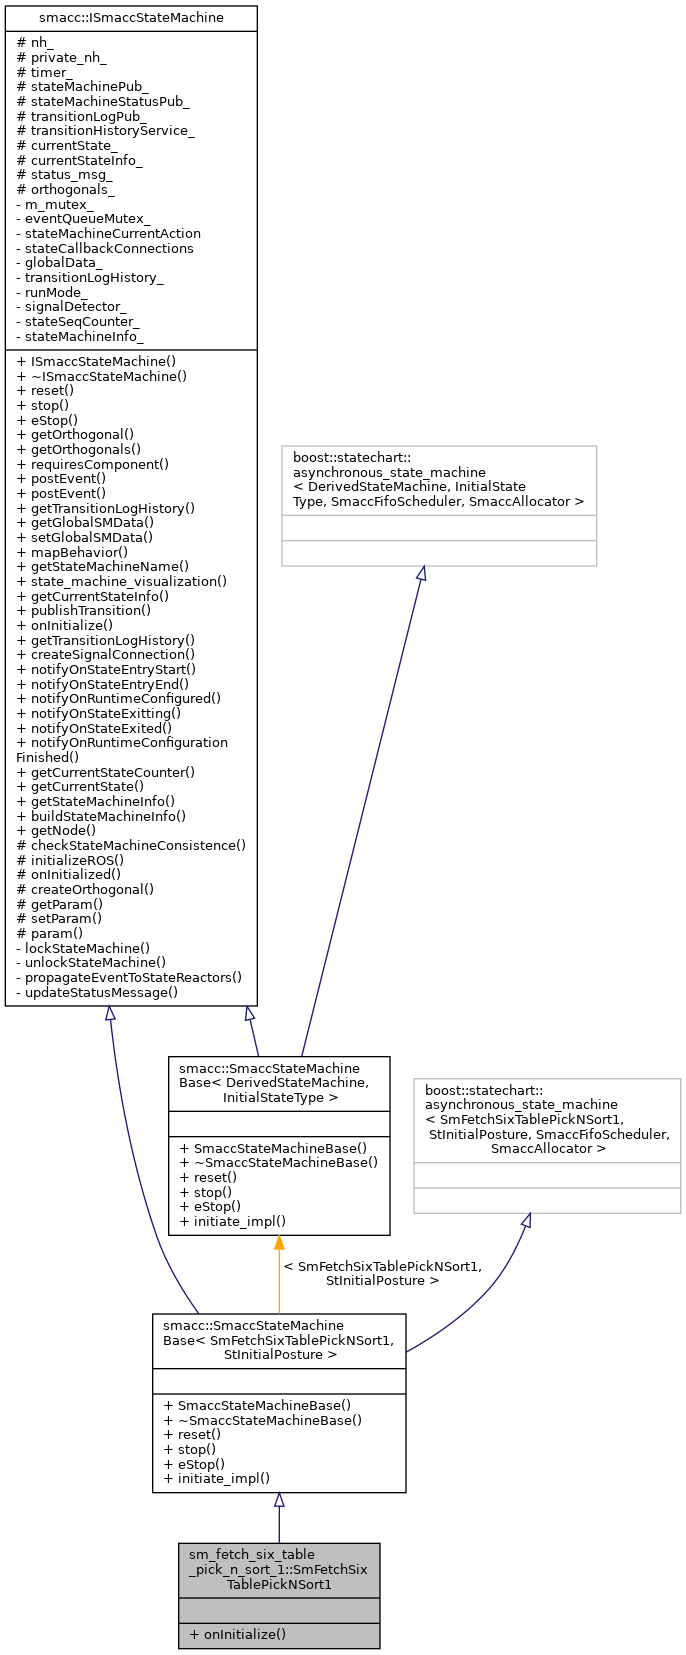 smacc::ISmaccStateMachine
# nh_
# private_nh_
# timer_
# stateMachinePub_
# stateMachineStatusPub_
# transitionLogPub_
# transitionHistoryService_
# currentState_
# currentStateInfo_
# status_msg_
# orthogonals_
- m_mutex_
- eventQueueMutex_
- stateMachineCurrentAction
- stateCallbackConnections
- globalData_
- transitionLogHistory_
- runMode_
- signalDetector_
- stateSeqCounter_
- stateMachineInfo_
+ ISmaccStateMachine()
+ ~ISmaccStateMachine()
+ reset()
+ stop()
+ eStop()
+ getOrthogonal()
+ getOrthogonals()
+ requiresComponent()
+ postEvent()
+ postEvent()
+ getTransitionLogHistory()
+ getGlobalSMData()
+ setGlobalSMData()
+ mapBehavior()
+ getStateMachineName()
+ state_machine_visualization()
+ getCurrentStateInfo()
+ publishTransition()
+ onInitialize()
+ getTransitionLogHistory()
+ createSignalConnection()
+ notifyOnStateEntryStart()
+ notifyOnStateEntryEnd()
+ notifyOnRuntimeConfigured()
+ notifyOnStateExitting()
+ notifyOnStateExited()
+ notifyOnRuntimeConfiguration
Finished()
+ getCurrentStateCounter()
+ getCurrentState()
+ getStateMachineInfo()
+ buildStateMachineInfo()
+ getNode()
# checkStateMachineConsistence()
# initializeROS()
# onInitialized()
# createOrthogonal()
# getParam()
# setParam()
# param()
- lockStateMachine()
- unlockStateMachine()
- propagateEventToStateReactors()
- updateStatusMessage()
boost::statechart::
asynchronous_state_machine
< DerivedStateMachine, InitialState
Type, SmaccFifoScheduler, SmaccAllocator >
smacc::SmaccStateMachine
Base< DerivedStateMachine,
InitialStateType >
+ SmaccStateMachineBase()
+ ~SmaccStateMachineBase()
+ reset()
+ stop()
+ eStop()
+ initiate_impl()
boost::statechart::
asynchronous_state_machine
< SmFetchSixTablePickNSort1,
StInitialPosture, SmaccFifoScheduler,
SmaccAllocator >
< SmFetchSixTablePickNSort1,
StInitialPosture >
smacc::SmaccStateMachine
Base< SmFetchSixTablePickNSort1,
StInitialPosture >
+ SmaccStateMachineBase()
+ ~SmaccStateMachineBase()
+ reset()
+ stop()
+ eStop()
+ initiate_impl()
sm_fetch_six_table
_pick_n_sort_1::SmFetchSix
TablePickNSort1
+ onInitialize()